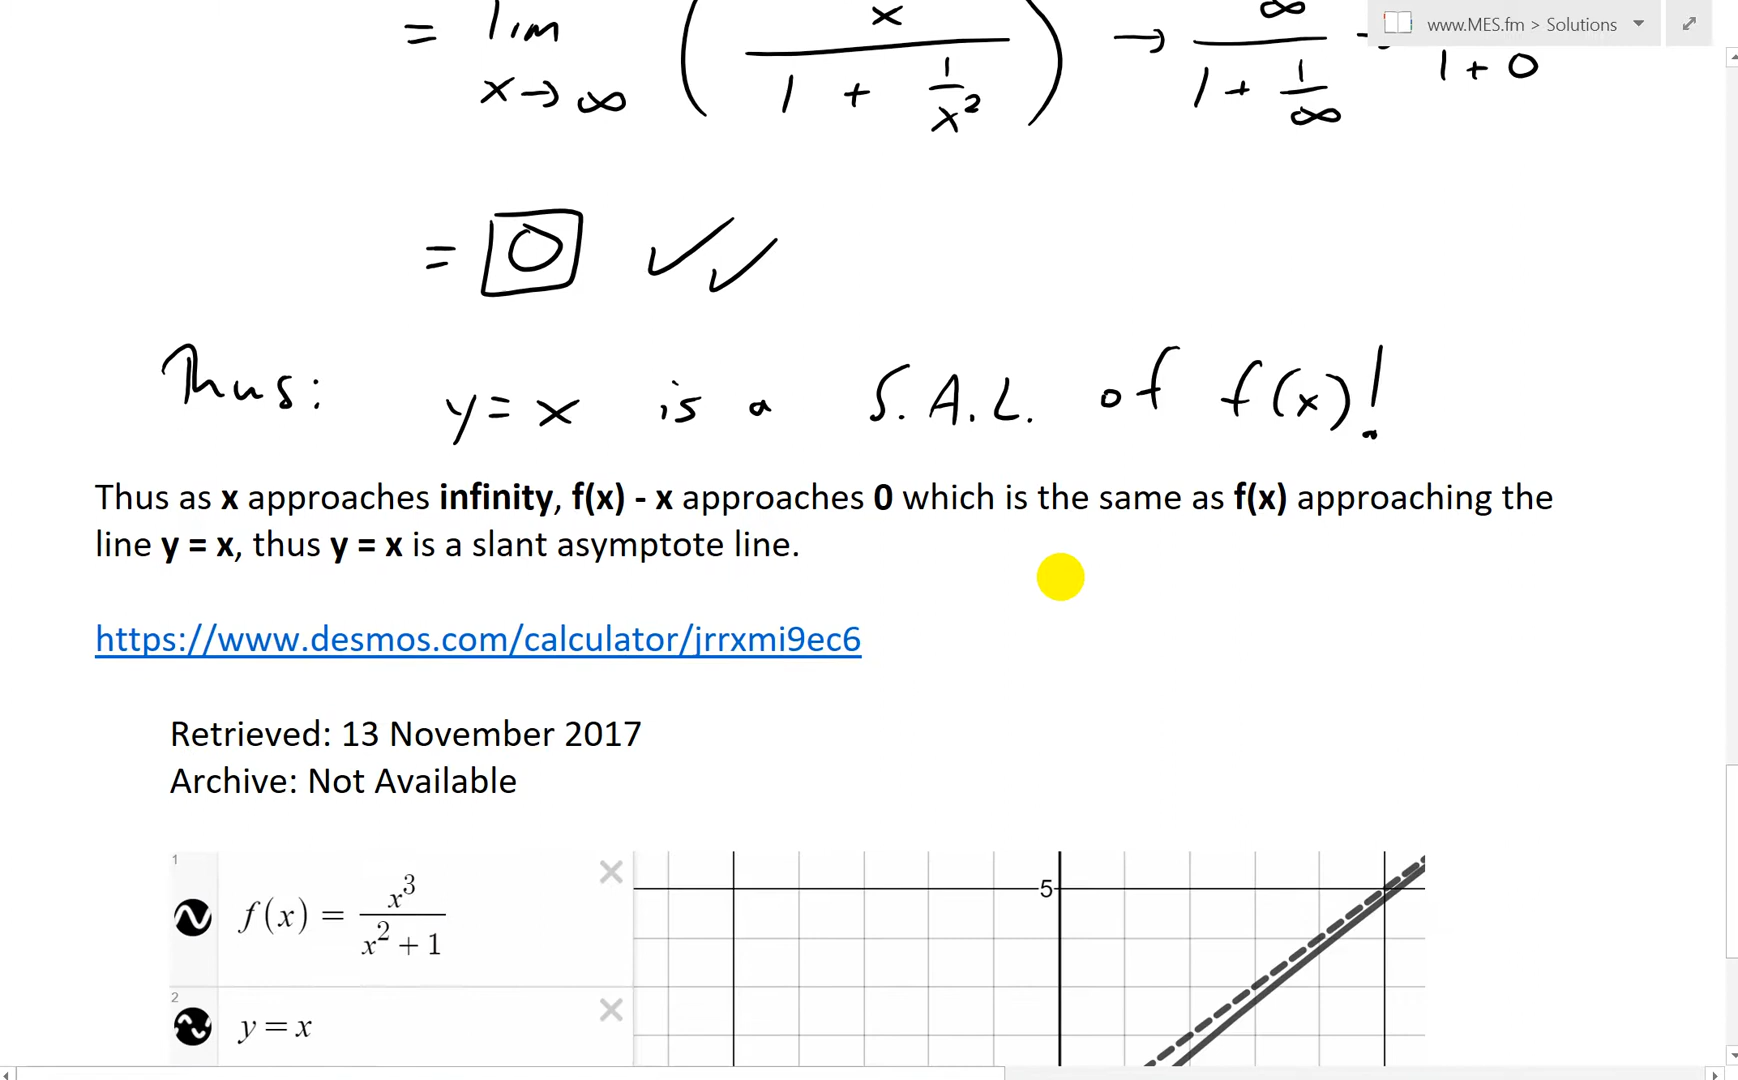 www.MES.fm > Solutions
= lim x→∞ ( x / (1 + 1/x²) ) → ∞ / (1 + 1/∞) → 1 + 0
= 0 ✓✓
Thus: y = x is a S.A.L. of f(x)!
Thus as x approaches infinity, f(x) - x approaches 0 which is the same as f(x) approaching the
line y = x, thus y = x is a slant asymptote line.
https://www.desmos.com/calculator/jrrxmi9ec6
Retrieved: 13 November 2017
Archive: Not Available
1
f(x) = x³ / (x² + 1)
5
2
y = x